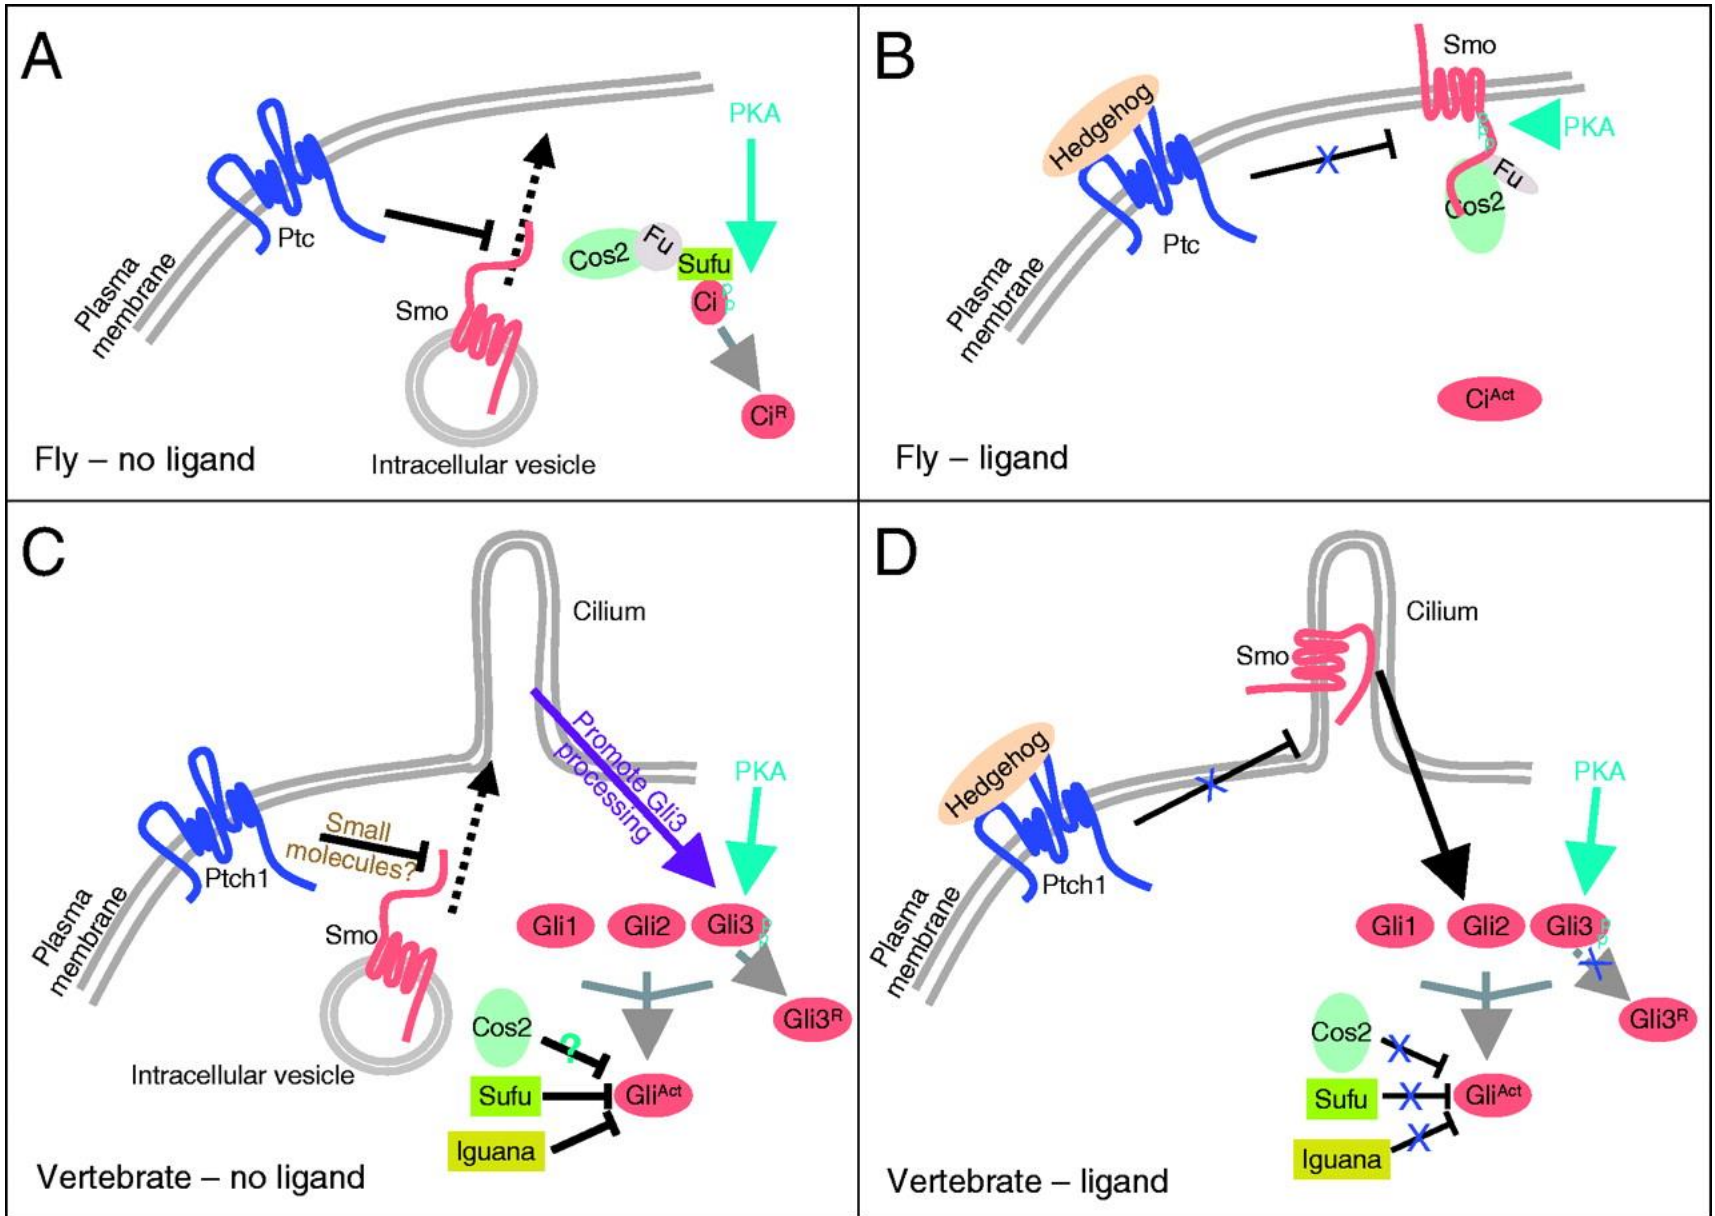 A
PKA
Ptc
Cos2
Fu
Sufu
Ci
P
P
Smo
CiR
Plasma
membrane
Fly – no ligand
Intracellular vesicle
B
Smo
Hedgehog
PKA
P
P
P
Fu
Cos2
Ptc
Plasma
membrane
CiAct
Fly – ligand
C
Cilium
Promote Gli3
processing
PKA
Small
molecules?
Ptch1
Plasma
membrane
Smo
Gli1
Gli2
Gli3
P
P
Gli3R
Cos2
?
Sufu
GliAct
Iguana
Intracellular vesicle
Vertebrate – no ligand
D
Cilium
Smo
Hedgehog
X
PKA
Ptch1
Plasma
membrane
Gli1
Gli2
Gli3
P
P
X
Gli3R
Cos2
X
Sufu
X
GliAct
Iguana
X
Vertebrate – ligand